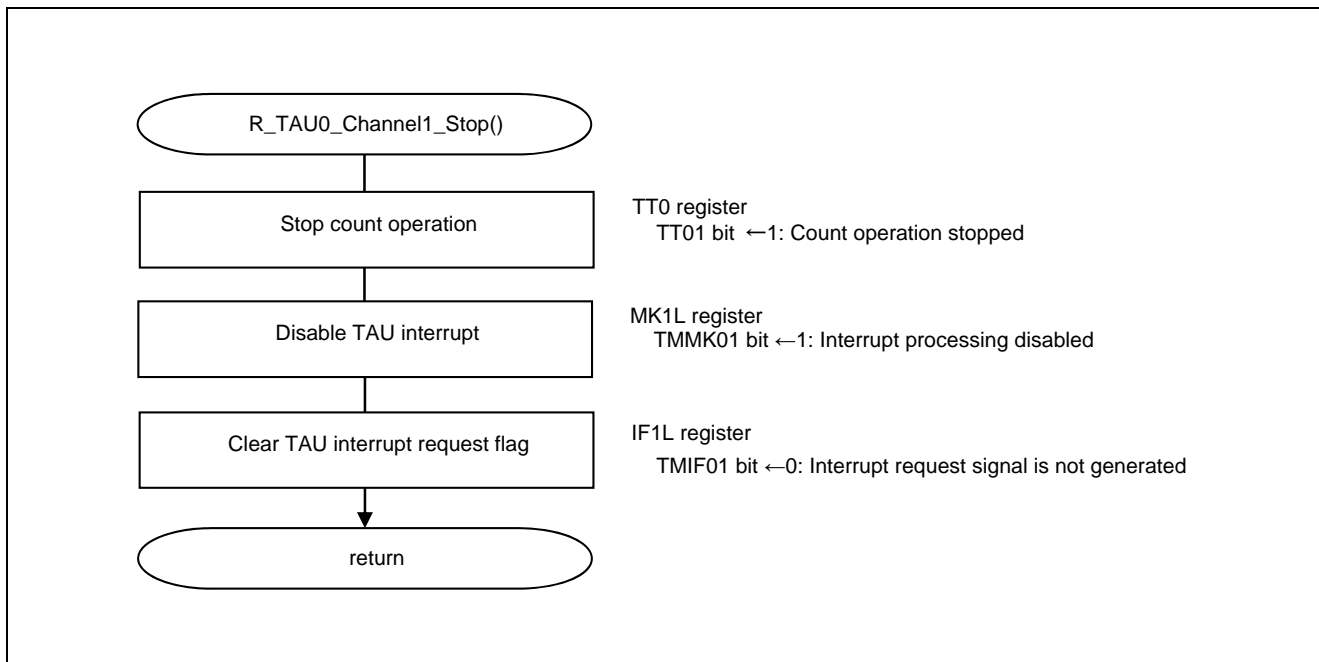 R_TAU0_Channel1_Stop()
Stop count operation
TT0 register
TT01 bit ←1: Count operation stopped
Disable TAU interrupt
MK1L register
TMMK01 bit ←1: Interrupt processing disabled
Clear TAU interrupt request flag
IF1L register
TMIF01 bit ←0: Interrupt request signal is not generated
return